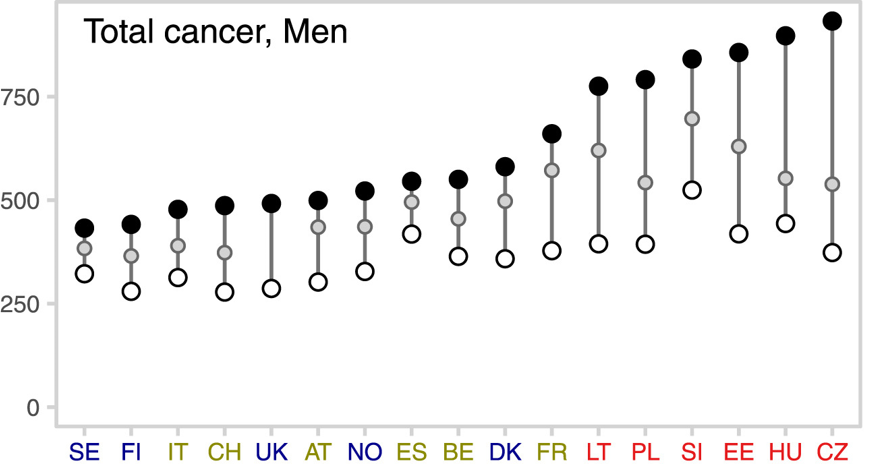 Total cancer, Men
750
500
250
0
SE FI IT CH UK AT NO ES BE DK FR LT PL SI EE HU CZ